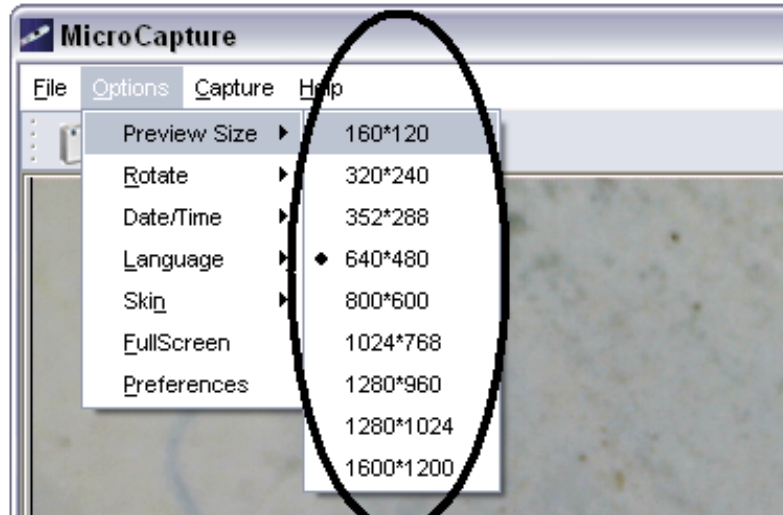 MicroCapture
File Options Capture Help
Preview Size
Rotate
Date/Time
Language
Skin
FullScreen
Preferences
160*120
320*240
352*288
640*480
800*600
1024*768
1280*960
1280*1024
1600*1200